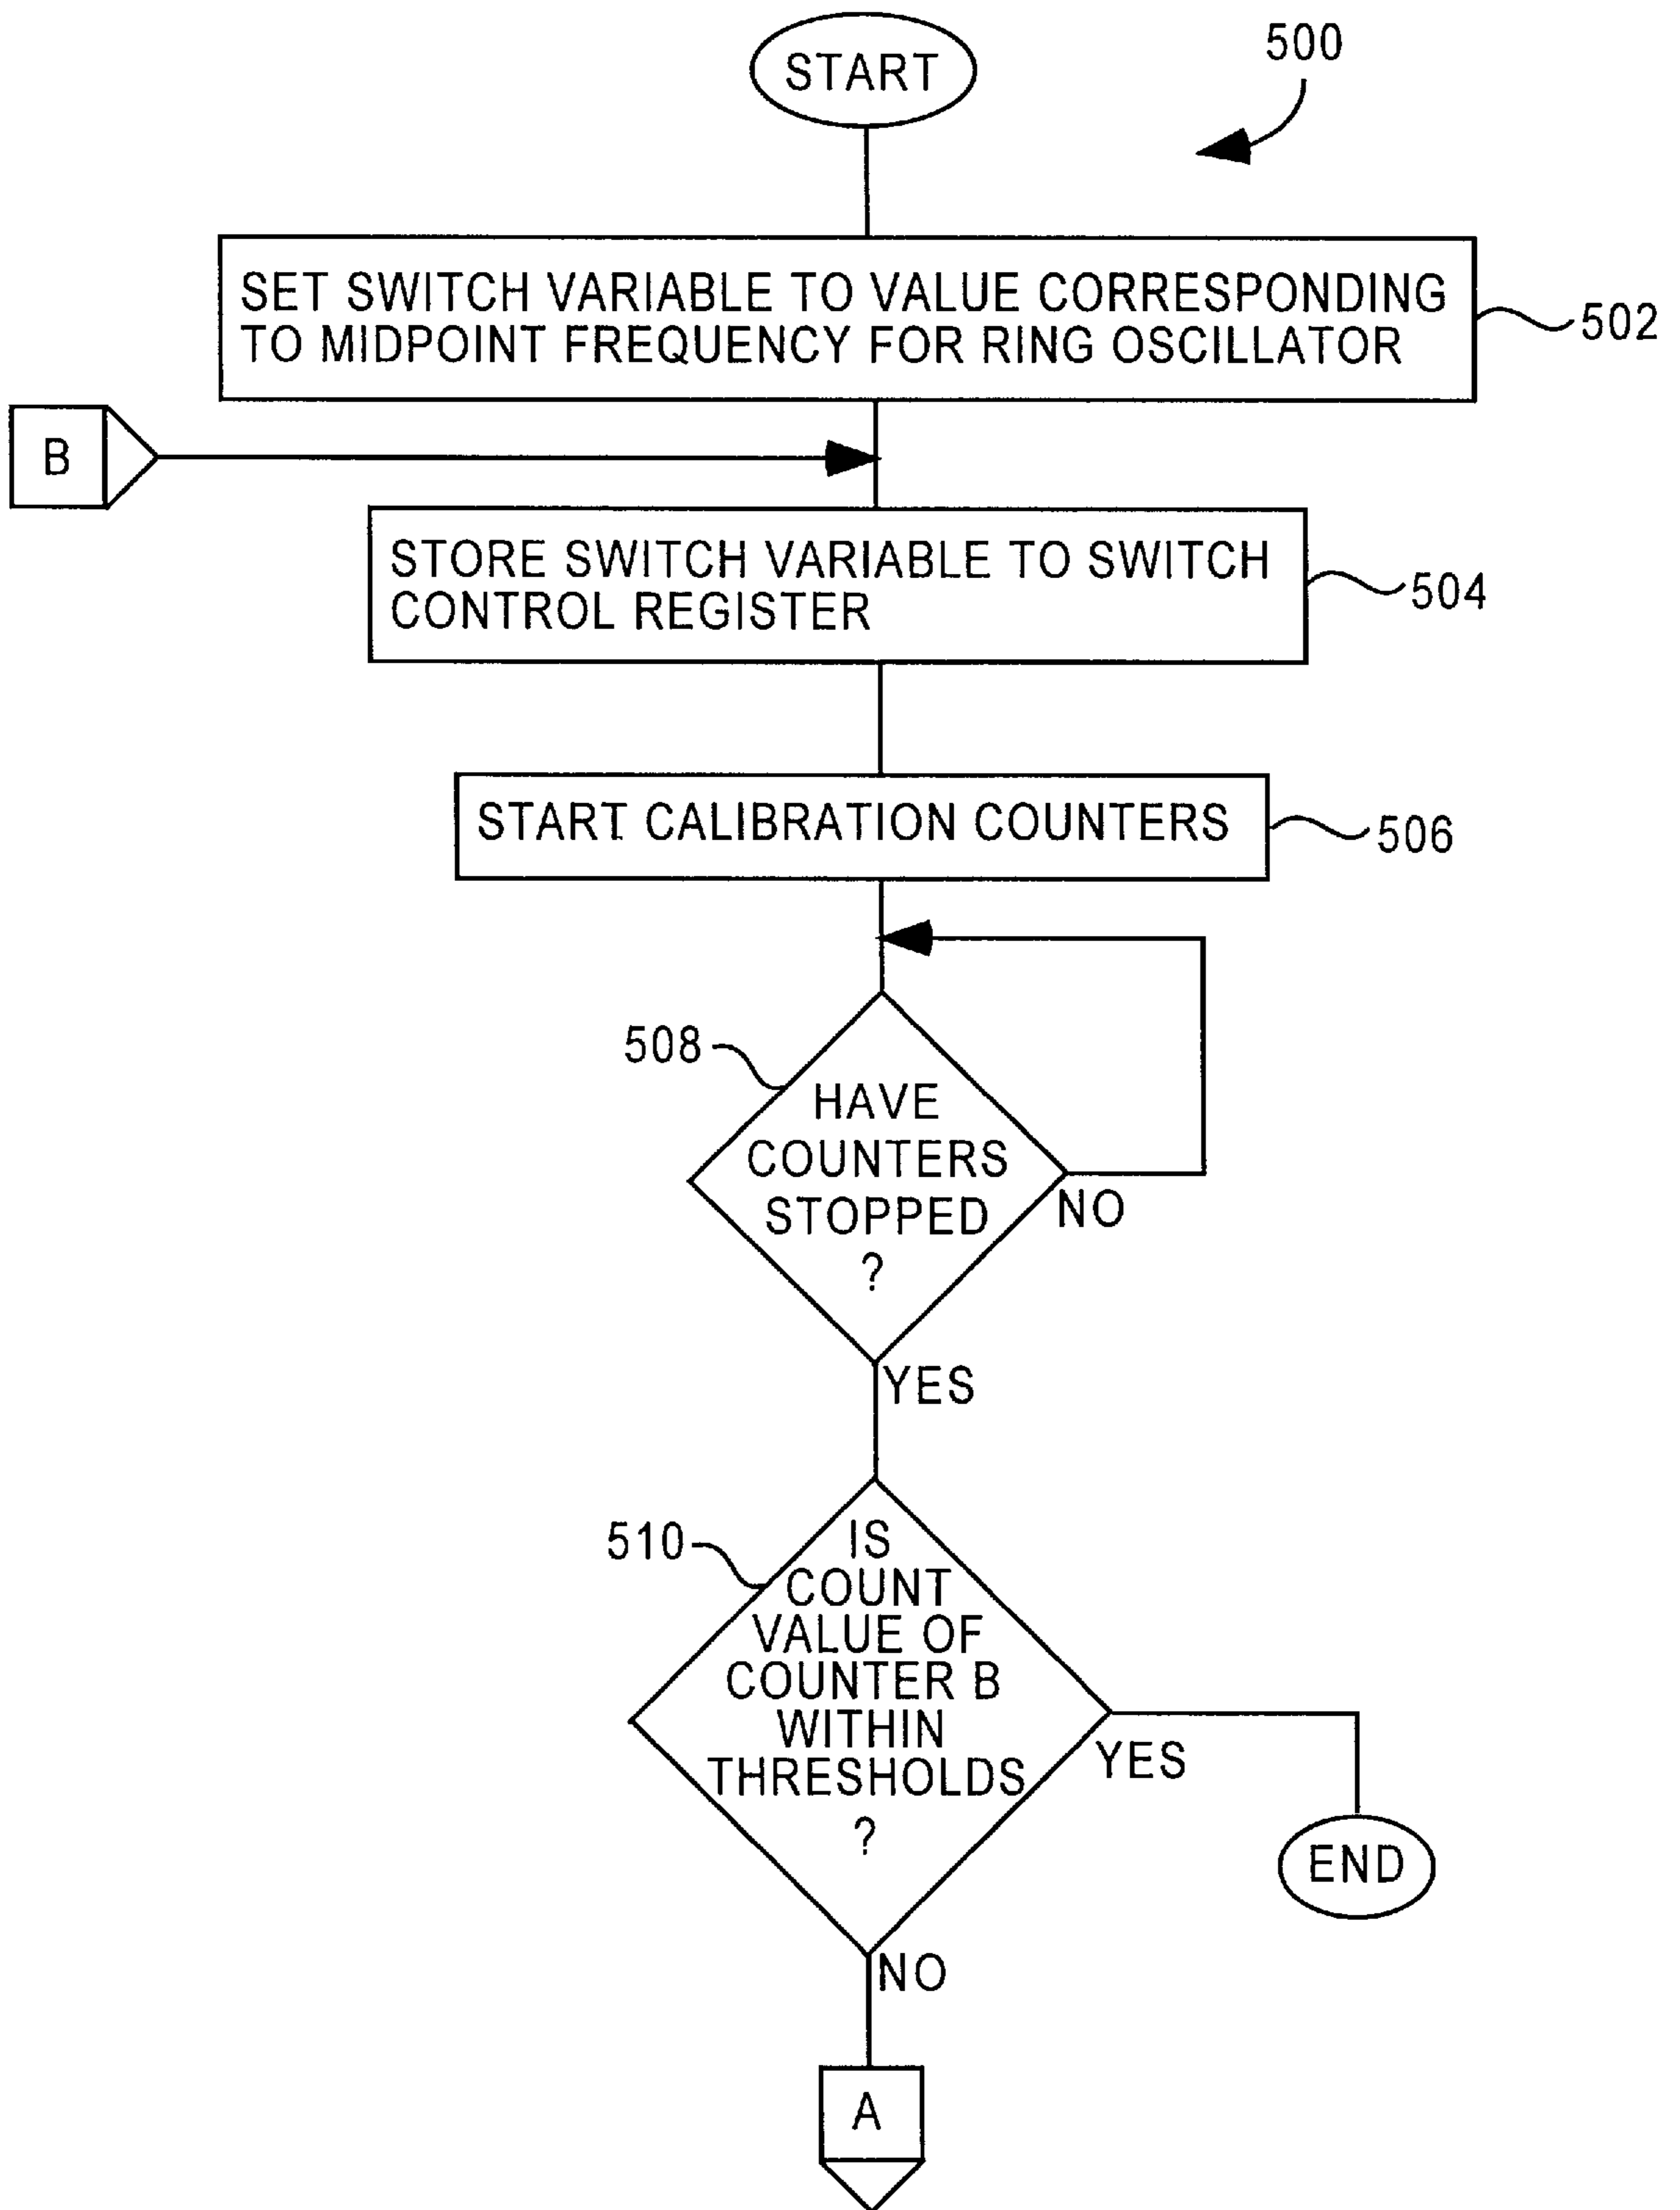 START
500
SET SWITCH VARIABLE TO VALUE CORRESPONDING
TO MIDPOINT FREQUENCY FOR RING OSCILLATOR
502
B
STORE SWITCH VARIABLE TO SWITCH
CONTROL REGISTER
504
START CALIBRATION COUNTERS
506
508
HAVE
COUNTERS
STOPPED
?
NO
YES
510
IS
COUNT
VALUE OF
COUNTER B
WITHIN
THRESHOLDS
?
YES
END
NO
A